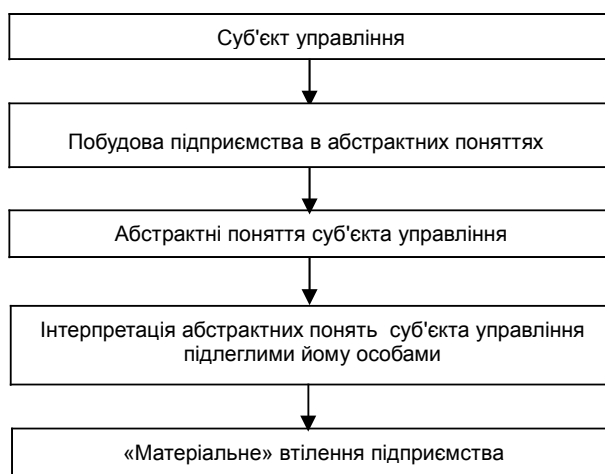 Суб'єкт управління
Побудова підприємства в абстрактних поняттях
Абстрактні поняття суб'єкта управління
Інтерпретація абстрактних понять суб'єкта управління
підлеглими йому особами
«Матеріальне» втілення підприємства